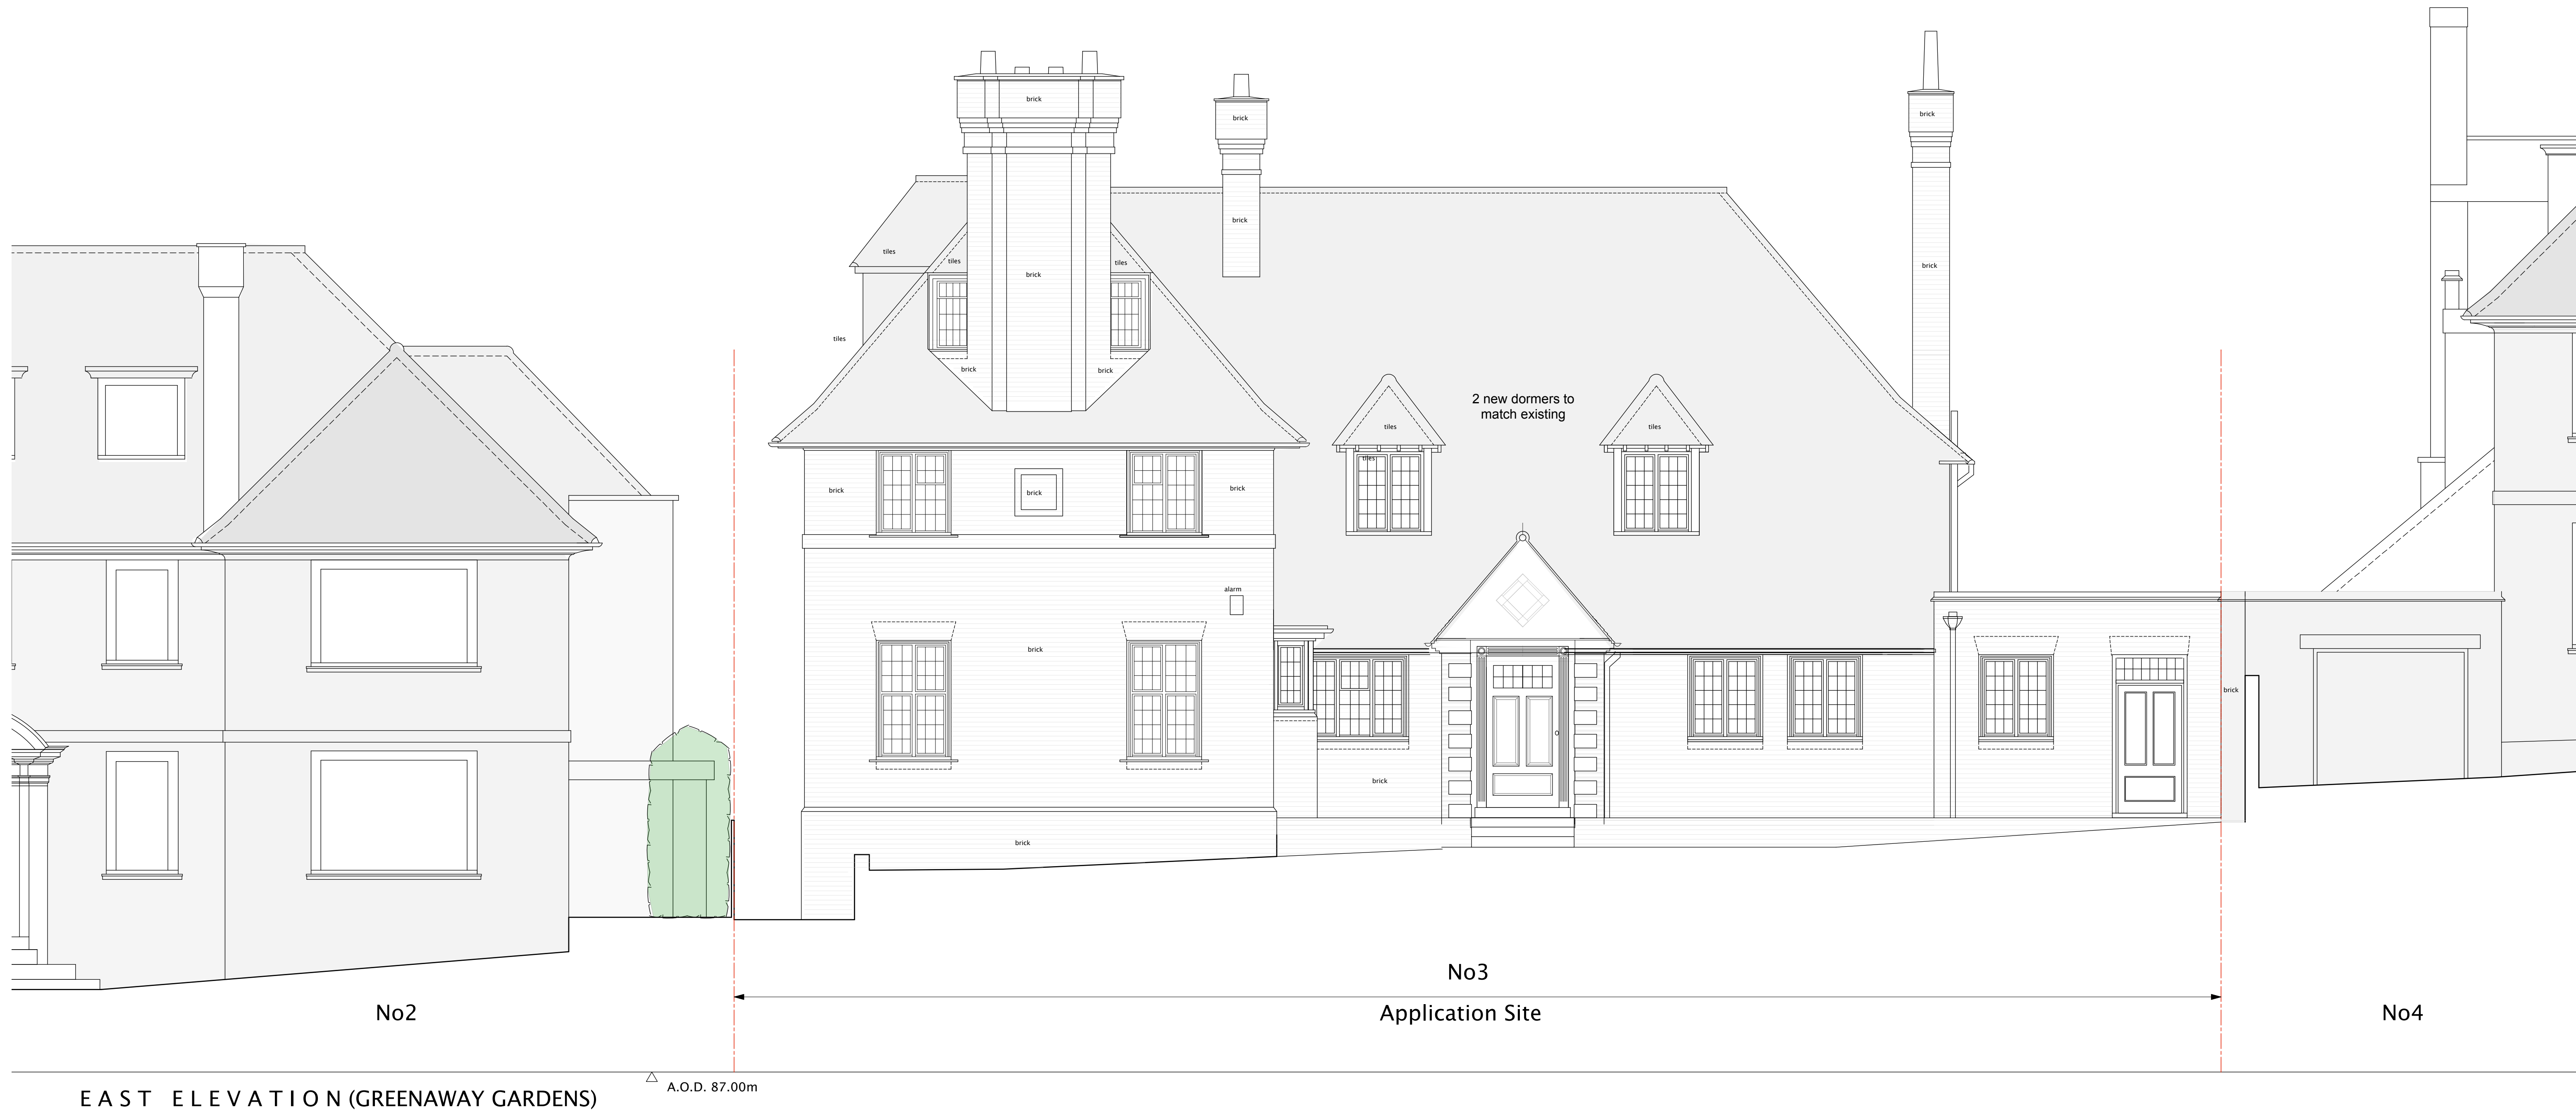 brick
brick
brick
tiles
tiles
tiles
brick
brick
brick
tiles
brick
brick
2 new dormers to
match existing
tiles
tiles
tiles
brick
brick
brick
alarm
brick
brick
brick
brick
No3
No2
Application Site
No4
A.O.D. 87.00m
EAST ELEVATION (GREENAWAY GARDENS)